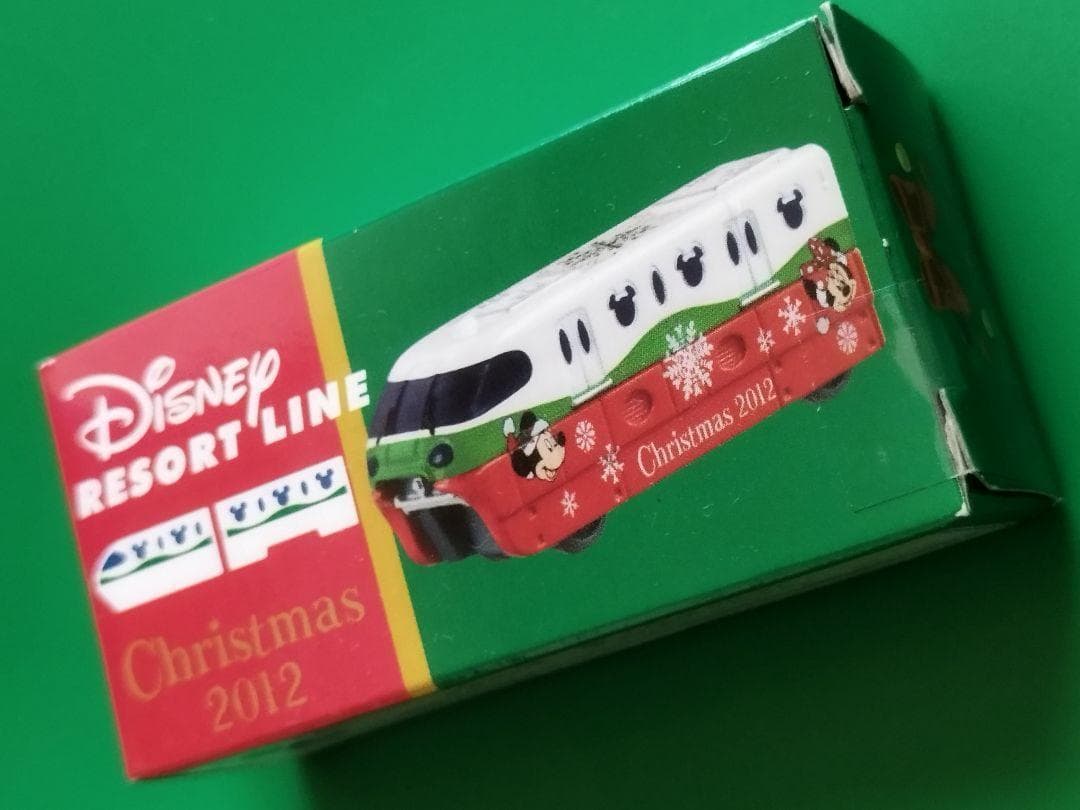 DISNEY
RESORT LINE
Christmas
2012
Christmas 2012